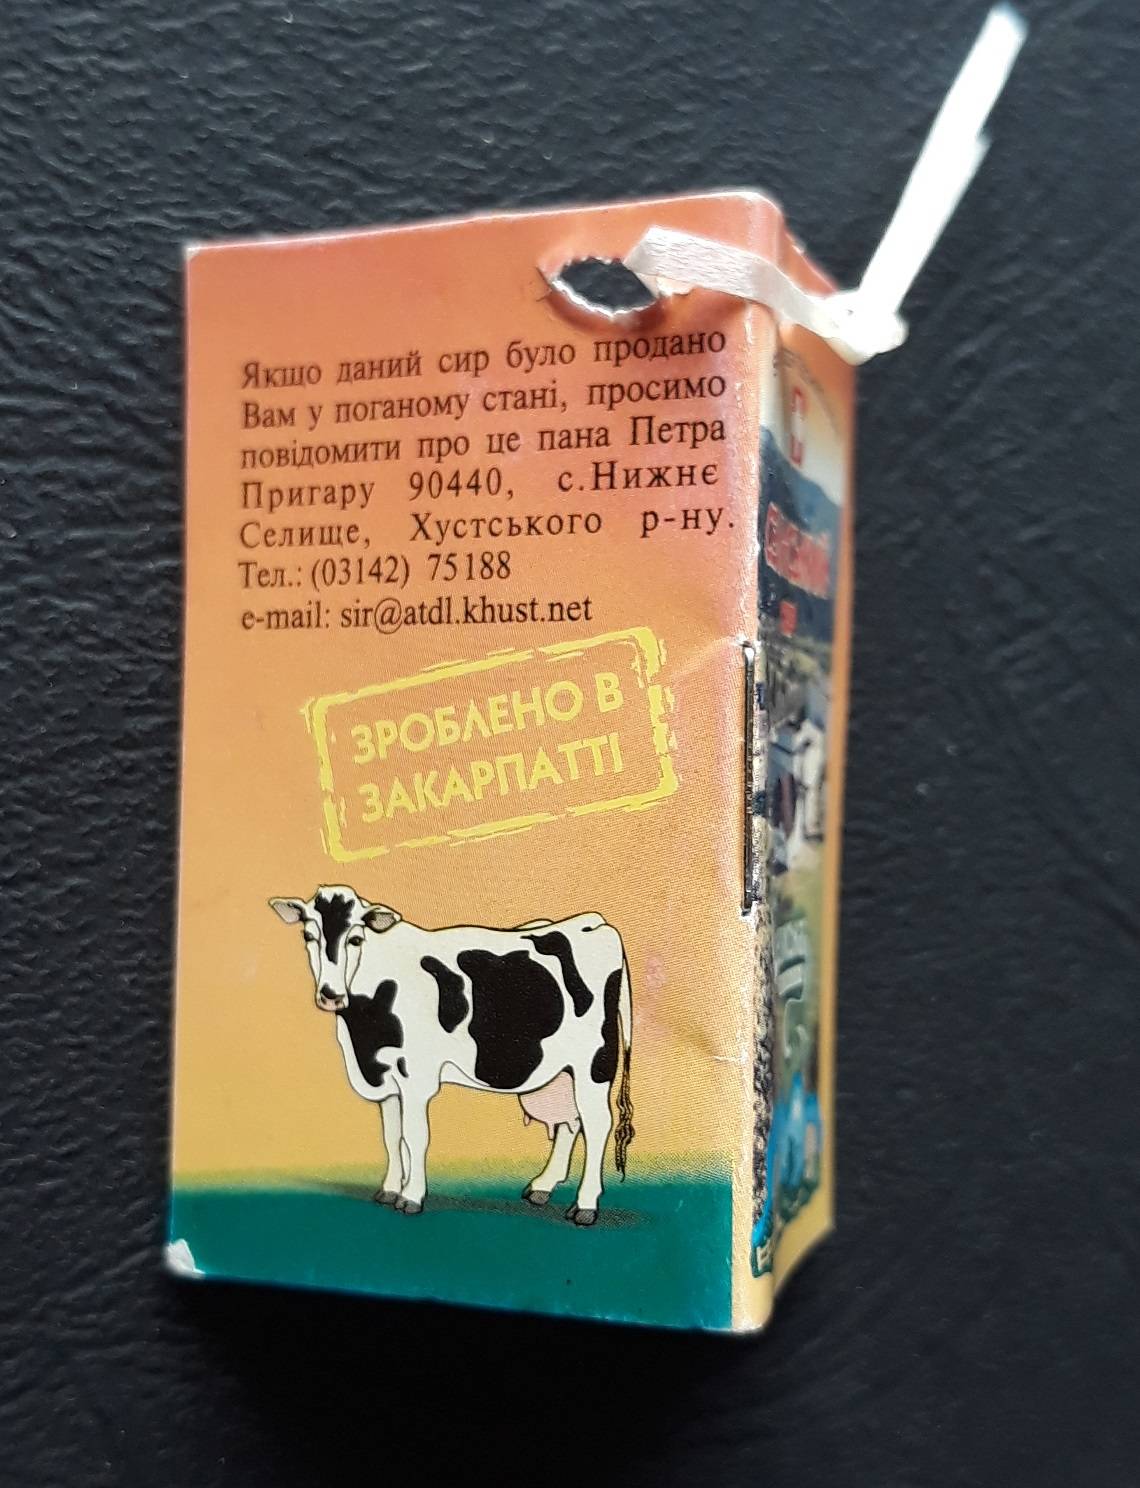 Якщо даний сир було продано
Вам у поганому стані, просимо
повідомити про це пана Петра
Пригару 90440, с.Нижнє
Селище, Хустського р-ну.
Тел.: (03142) 75188
e-mail: sir@atdl.khust.net
ЗРОБЛЕНО В
ЗАКАРПАТТІ